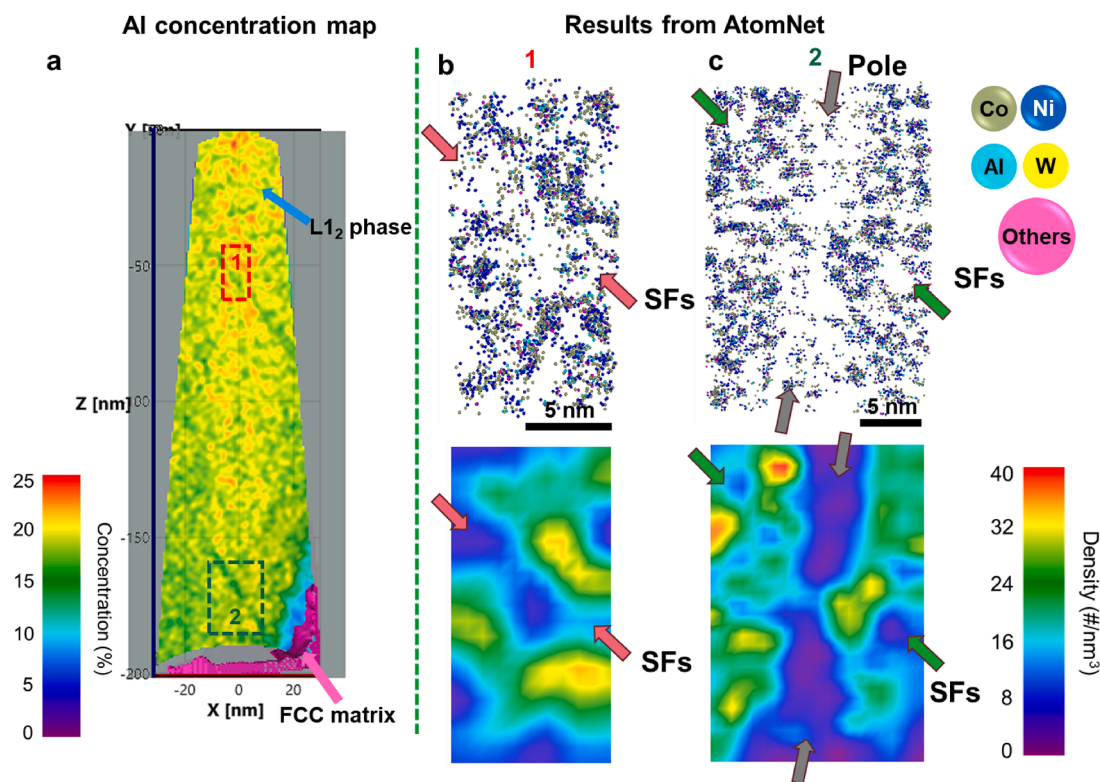 Al concentration map
Results from AtomNet
a
b
1
c
2
Pole
Co
Ni
Al
W
Others
L1₂ phase
1
-50
SFs
SFs
5 nm
5 nm
Z [nm]
25
20
15
10
5
0
Concentration (%)
-150
2
-200
-20
0
20
X [nm]
FCC matrix
SFs
SFs
40
32
24
16
8
0
Density (#/nm³)